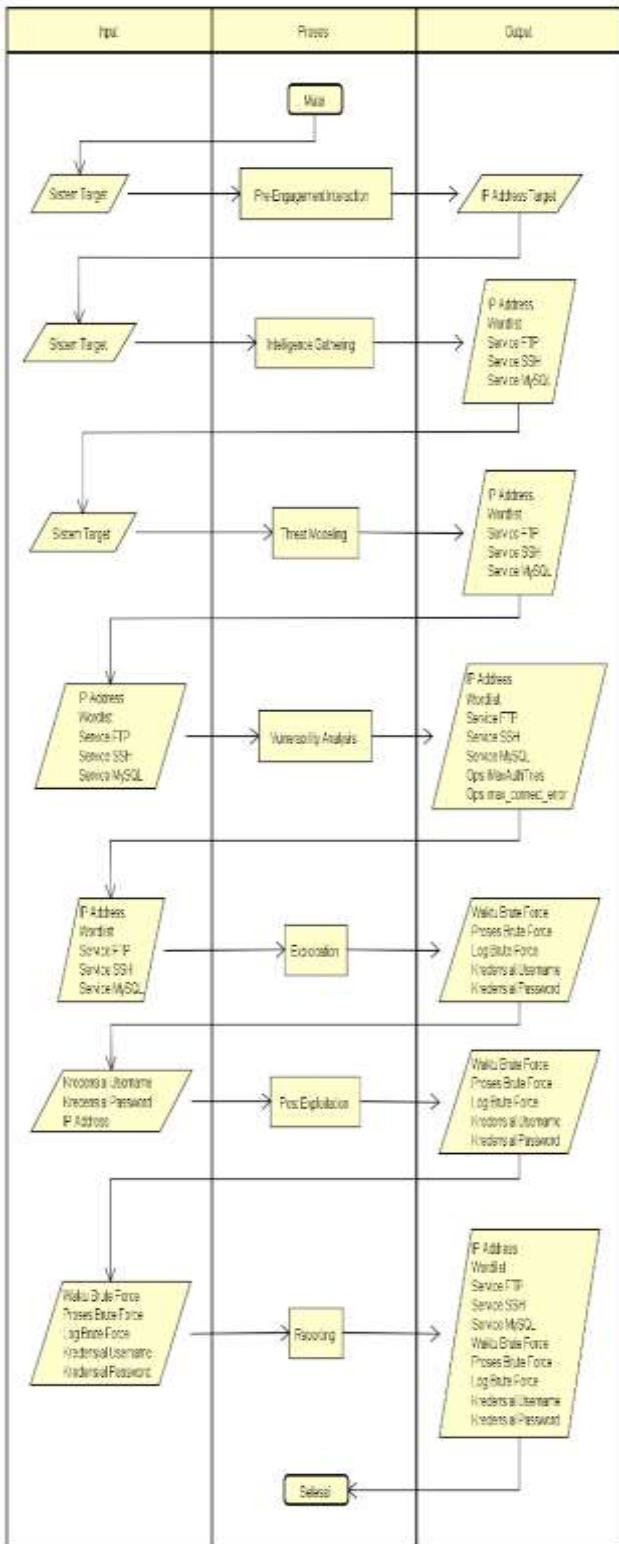 Input
Proses
Output
Mulai
Sistem Target
Pre-Engagement Interaction
IP Address Target
Sistem Target
Intelligence Gathering
IP Address
Wordlist
Service FTP
Service SSH
Service MySQL
Sistem Target
Threat Modeling
IP Address
Wordlist
Service FTP
Service SSH
Service MySQL
IP Address
Wordlist
Service FTP
Service SSH
Service MySQL
Vulnerability Analysis
IP Address
Wordlist
Service FTP
Service SSH
Service MySQL
Ops MaxAuthTries
Ops max_connect_error
IP Address
Wordlist
Service FTP
Service SSH
Service MySQL
Exploitation
Waktu Brute Force
Proses Brute Force
Log Brute Force
Kredensial Username
Kredensial Password
Kredensial Username
Kredensial Password
IP Address
Post Exploitation
Waktu Brute Force
Proses Brute Force
Log Brute Force
Kredensial Username
Kredensial Password
Waktu Brute Force
Proses Brute Force
Log Brute Force
Kredensial Username
Kredensial Password
Reporting
IP Address
Wordlist
Service FTP
Service SSH
Service MySQL
Waktu Brute Force
Proses Brute Force
Log Brute Force
Kredensial Username
Kredensial Password
Selesai